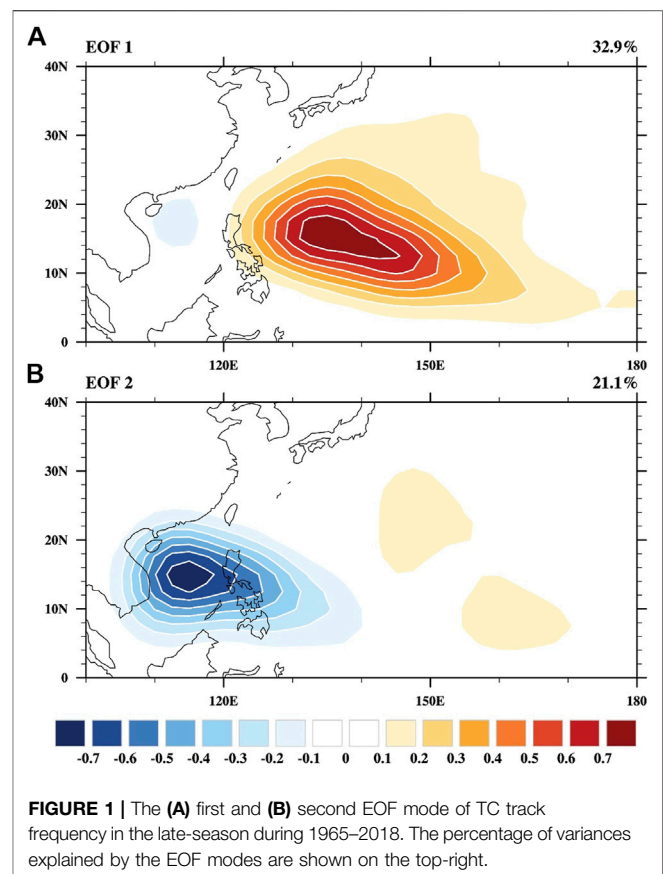 A
EOF 1 32.9%
40N
30N
20N
10N
0
120E 150E 180
B
EOF 2 21.1%
40N
30N
20N
10N
0
120E 150E 180
-0.7 -0.6 -0.5 -0.4 -0.3 -0.2 -0.1 0 0.1 0.2 0.3 0.4 0.5 0.6 0.7
FIGURE 1 | The (A) first and (B) second EOF mode of TC track
frequency in the late-season during 1965–2018. The percentage of variances
explained by the EOF modes are shown on the top-right.